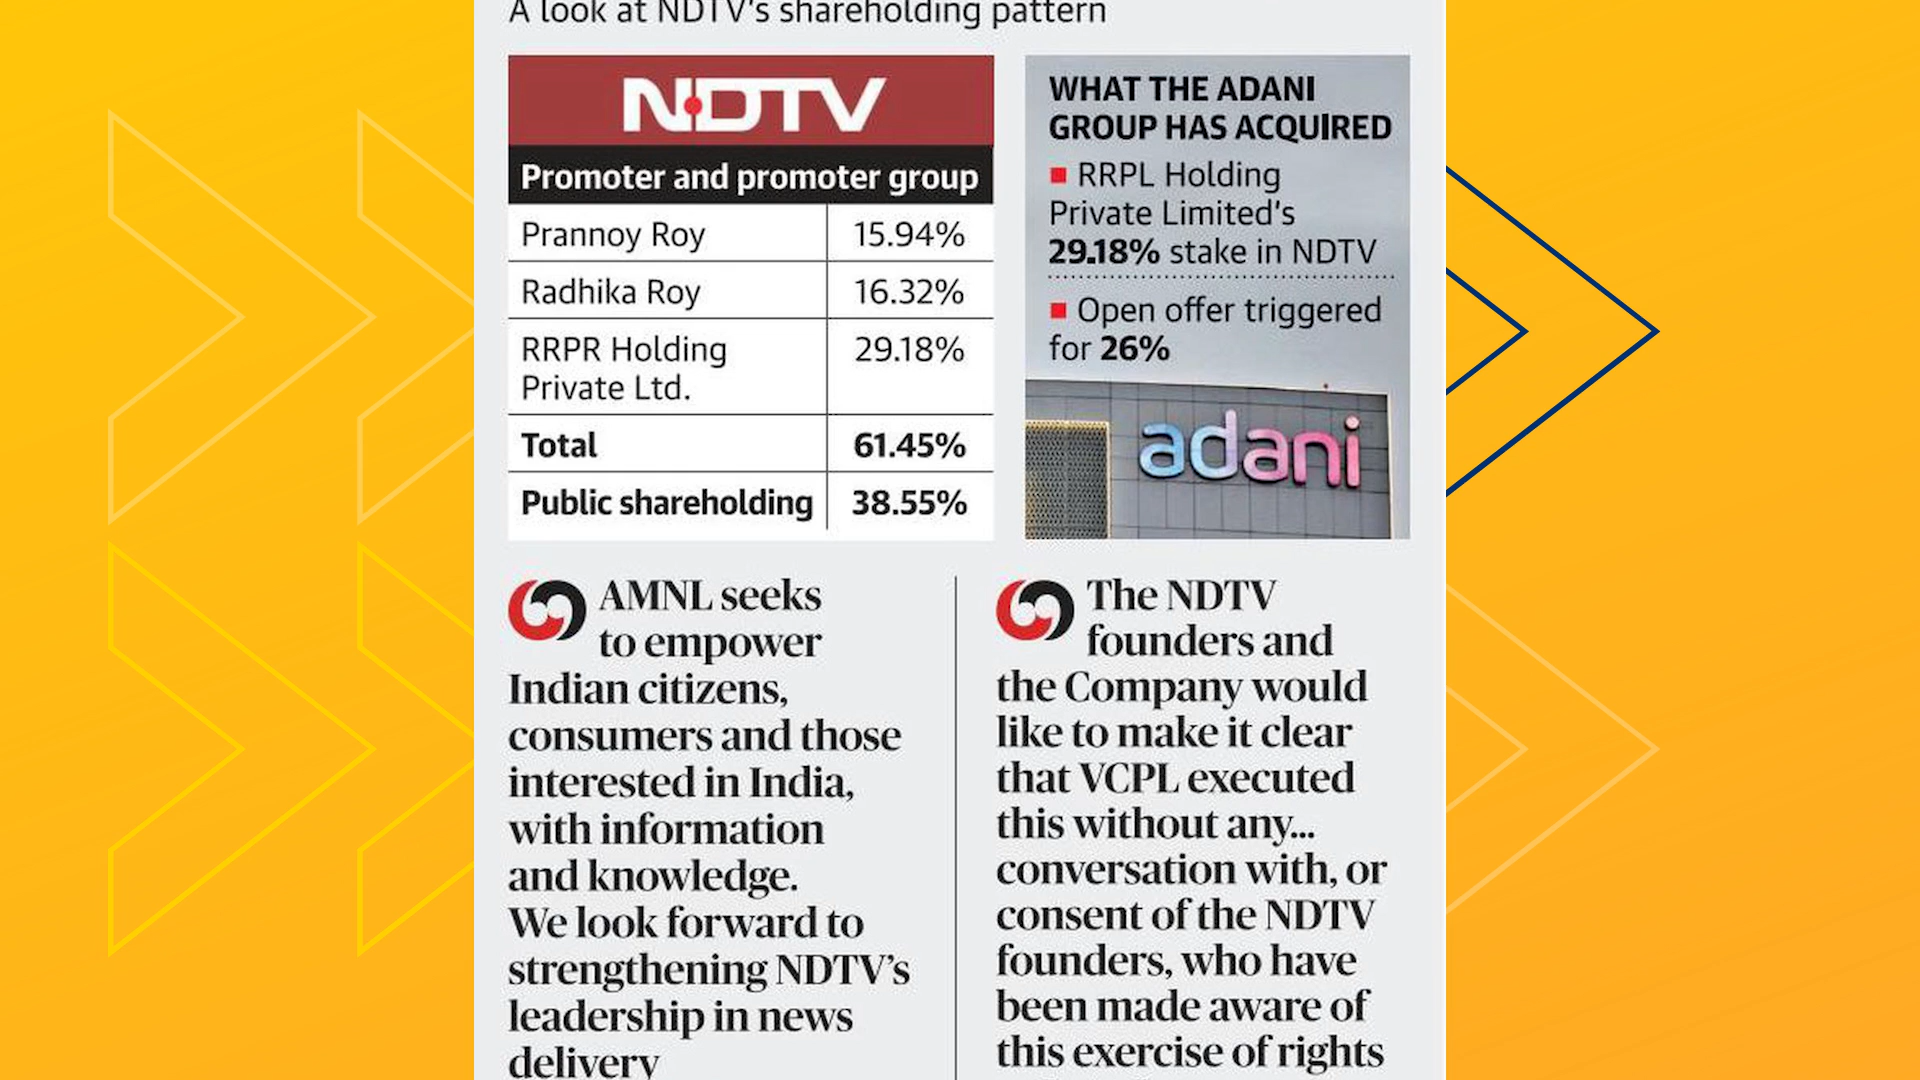 A look at NDTV's shareholding pattern
NDTV
Promoter and promoter group
Prannoy Roy 15.94%
Radhika Roy 16.32%
RRPR Holding 29.18%
Private Ltd.
Total 61.45%
Public shareholding 38.55%
WHAT THE ADANI
GROUP HAS ACQUIRED
RRPL Holding
Private Limited's
29.18% stake in NDTV
Open offer triggered
for 26%
adani
AMNL seeks
to empower
Indian citizens,
consumers and those
interested in India,
with information
and knowledge.
We look forward to
strengthening NDTV's
leadership in news
delivery
The NDTV
founders and
the Company would
like to make it clear
that VCPL executed
this without any...
conversation with, or
consent of the NDTV
founders, who have
been made aware of
this exercise of rights